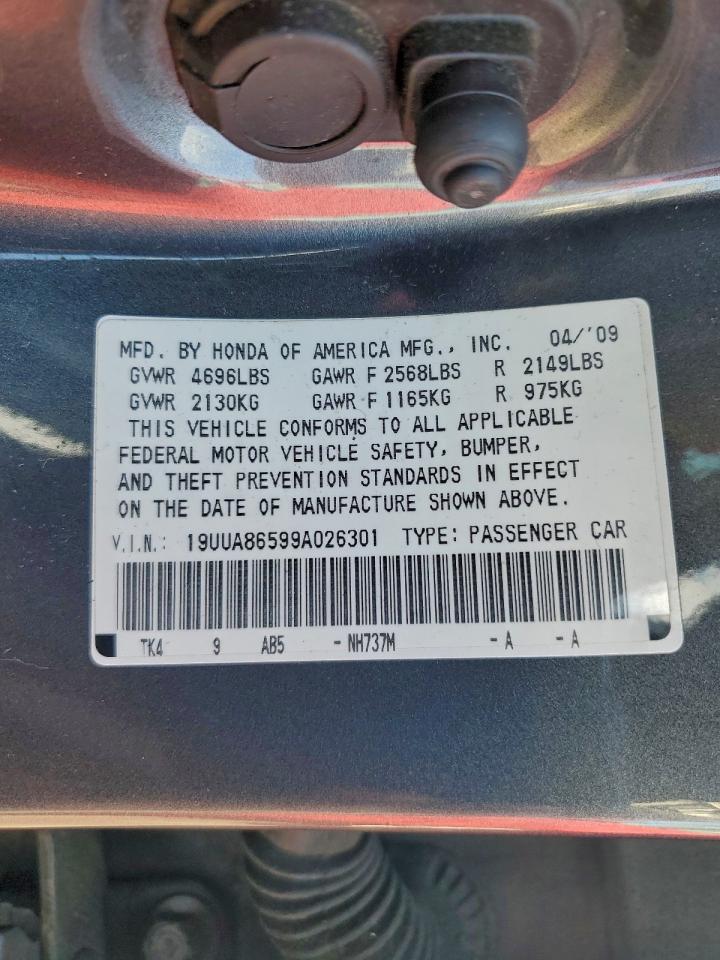 MFD. BY HONDA OF AMERICA MFG., INC. 04/'09
GVWR 4696LBS GAWR F 2568LBS R 2149LBS
GVWR 2130KG GAWR F 1165KG R 975KG
THIS VEHICLE CONFORMS TO ALL APPLICABLE
FEDERAL MOTOR VEHICLE SAFETY, BUMPER,
AND THEFT PREVENTION STANDARDS IN EFFECT
ON THE DATE OF MANUFACTURE SHOWN ABOVE.
V.I.N.: 19UUA86599A026301 TYPE: PASSENGER CAR
TK4 9 AB5 - NH737M - A - A